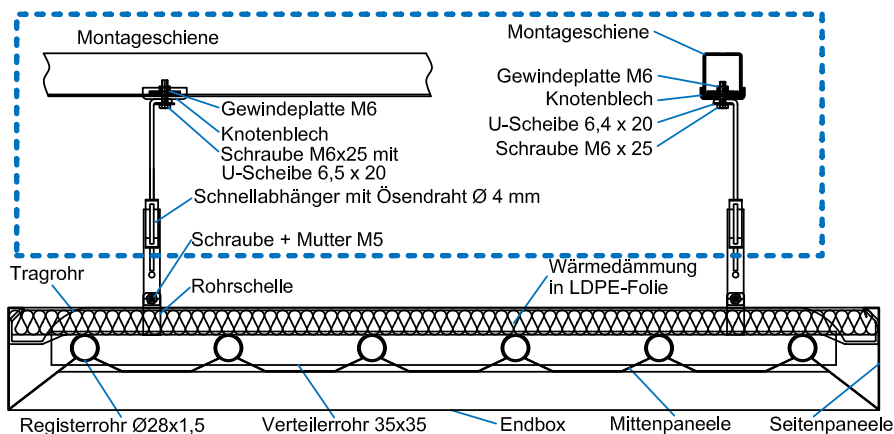 Montageschiene
Montageschiene
Gewindeplatte M6
Gewindeplatte M6
Knotenblech
Knotenblech
U-Scheibe 6,4 x 20
Schraube M6x25 mit
U-Scheibe 6,5 x 20
Schraube M6 x 25
Schnellabhänger mit Ösendraht Ø 4 mm
Schraube + Mutter M5
Tragrohr
Rohrschelle
Wärmedämmung
in LDPE-Folie
Registerrohr Ø28x1,5
Verteilerrohr 35x35
Endbox
Mittenpaneele
Seitenpaneele